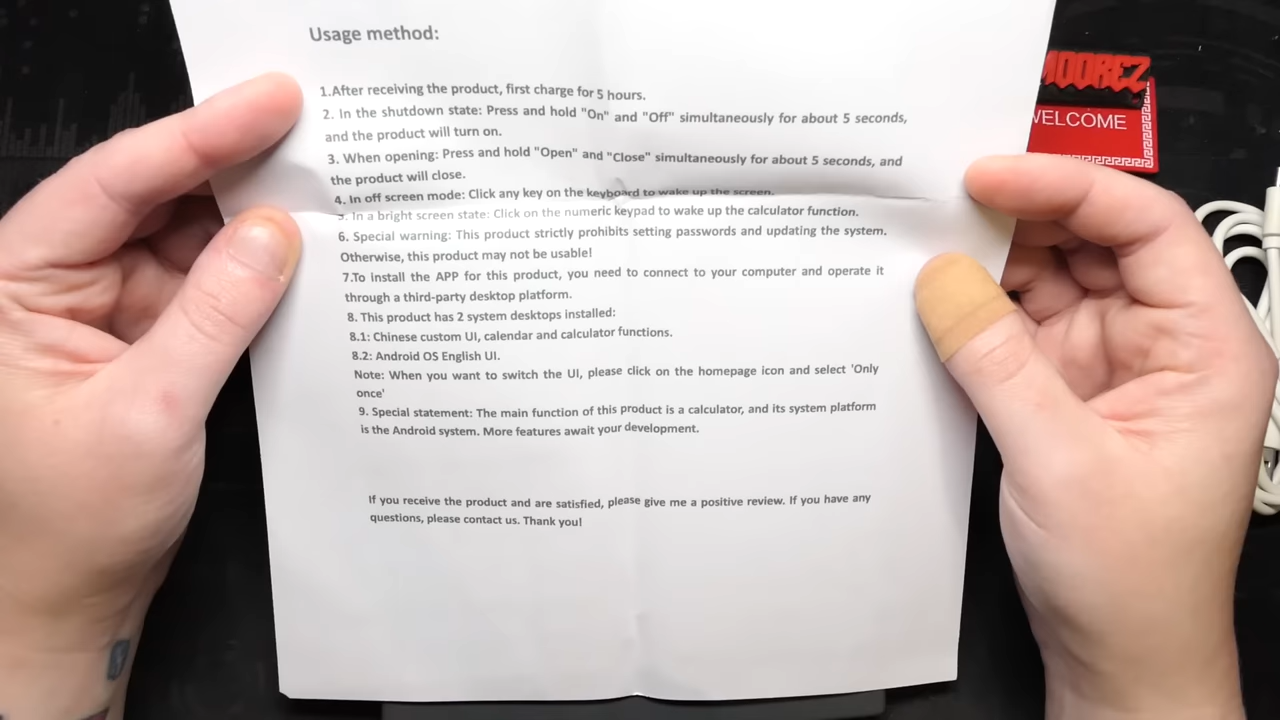 Usage method:
1.After receiving the product, first charge for 5 hours.
2. In the shutdown state: Press and hold "On" and "Off" simultaneously for about 5 seconds,
and the product will turn on.
3. When opening: Press and hold "Open" and "Close" simultaneously for about 5 seconds, and
the product will close.
4. In off screen mode: Click any key on the keyboard to wake up the screen.
5. In a bright screen state: Click on the numeric keypad to wake up the calculator function.
6. Special warning: This product strictly prohibits setting passwords and updating the system.
Otherwise, this product may not be usable!
7.To install the APP for this product, you need to connect to your computer and operate it
through a third-party desktop platform.
8. This product has 2 system desktops installed:
8.1: Chinese custom UI, calendar and calculator functions.
8.2: Android OS English UI.
Note: When you want to switch the UI, please click on the homepage icon and select 'Only
once'
9. Special statement: The main function of this product is a calculator, and its system platform
is the Android system. More features await your development.
If you receive the product and are satisfied, please give me a positive review. If you have any
questions, please contact us. Thank you!
WELCOME